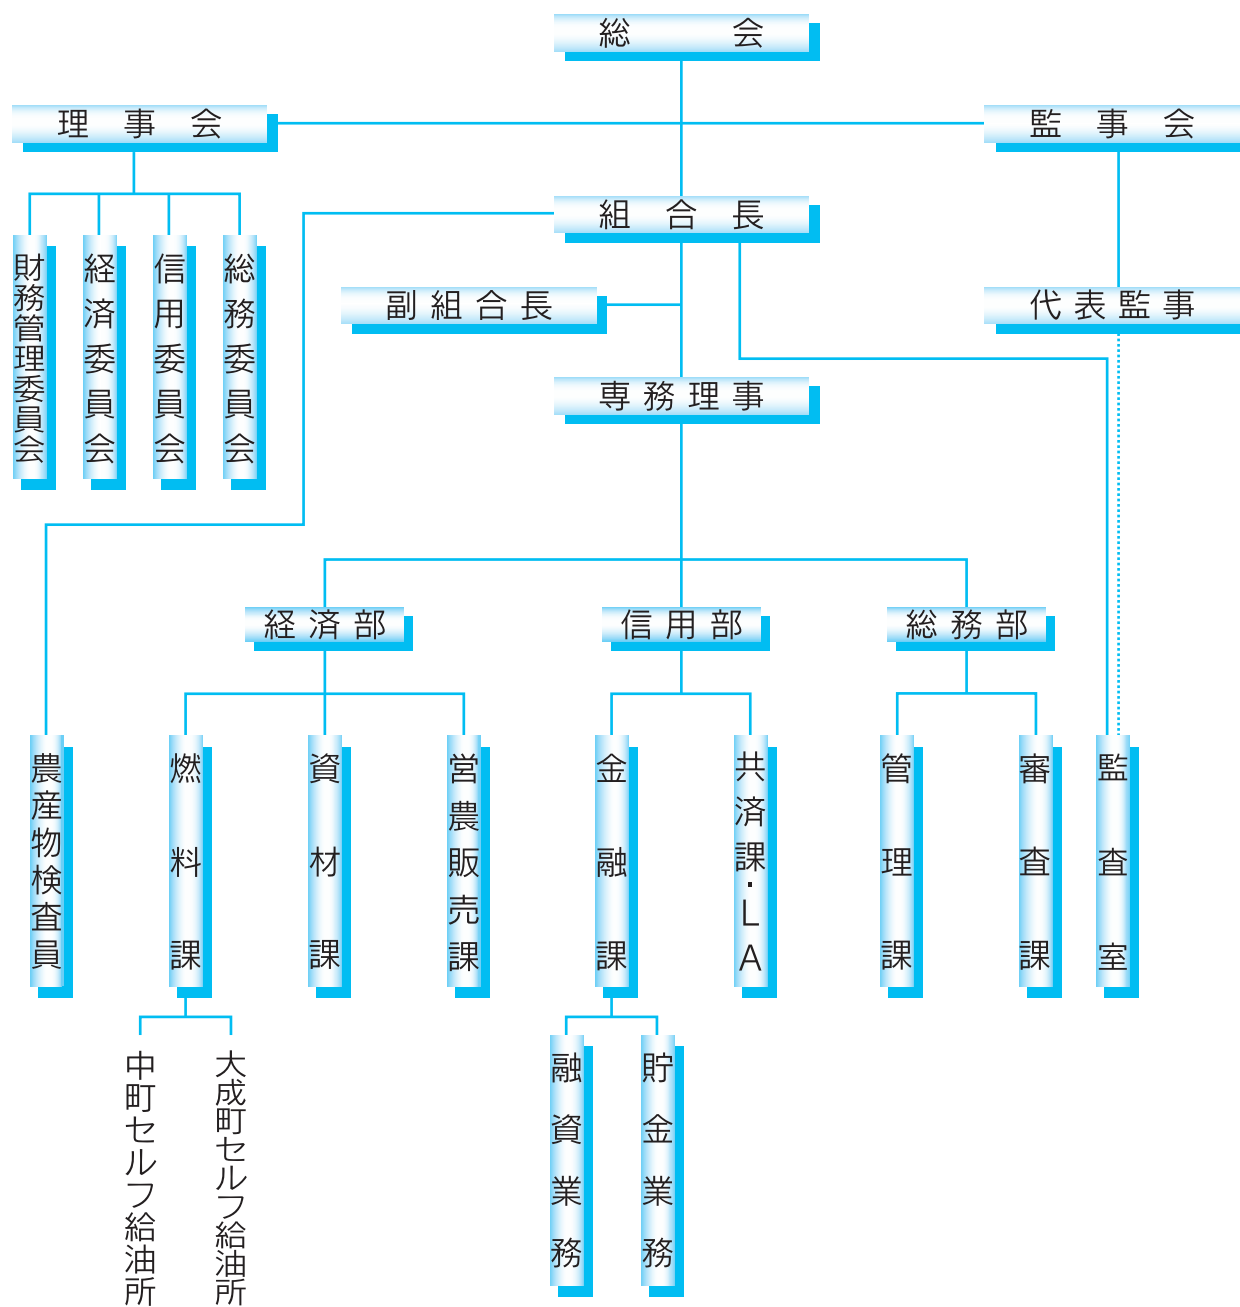 総会
理事会
監事会
組合長
財務管理委員会
経済委員会
信用委員会
総務委員会
副組合長
代表監事
専務理事
経済部
信用部
総務部
農産物検査員
燃料課
資材課
営農販売課
金融課
共済課・LA
管理課
審査課
監査室
中町セルフ給油所
大成町セルフ給油所
融資業務
貯金業務